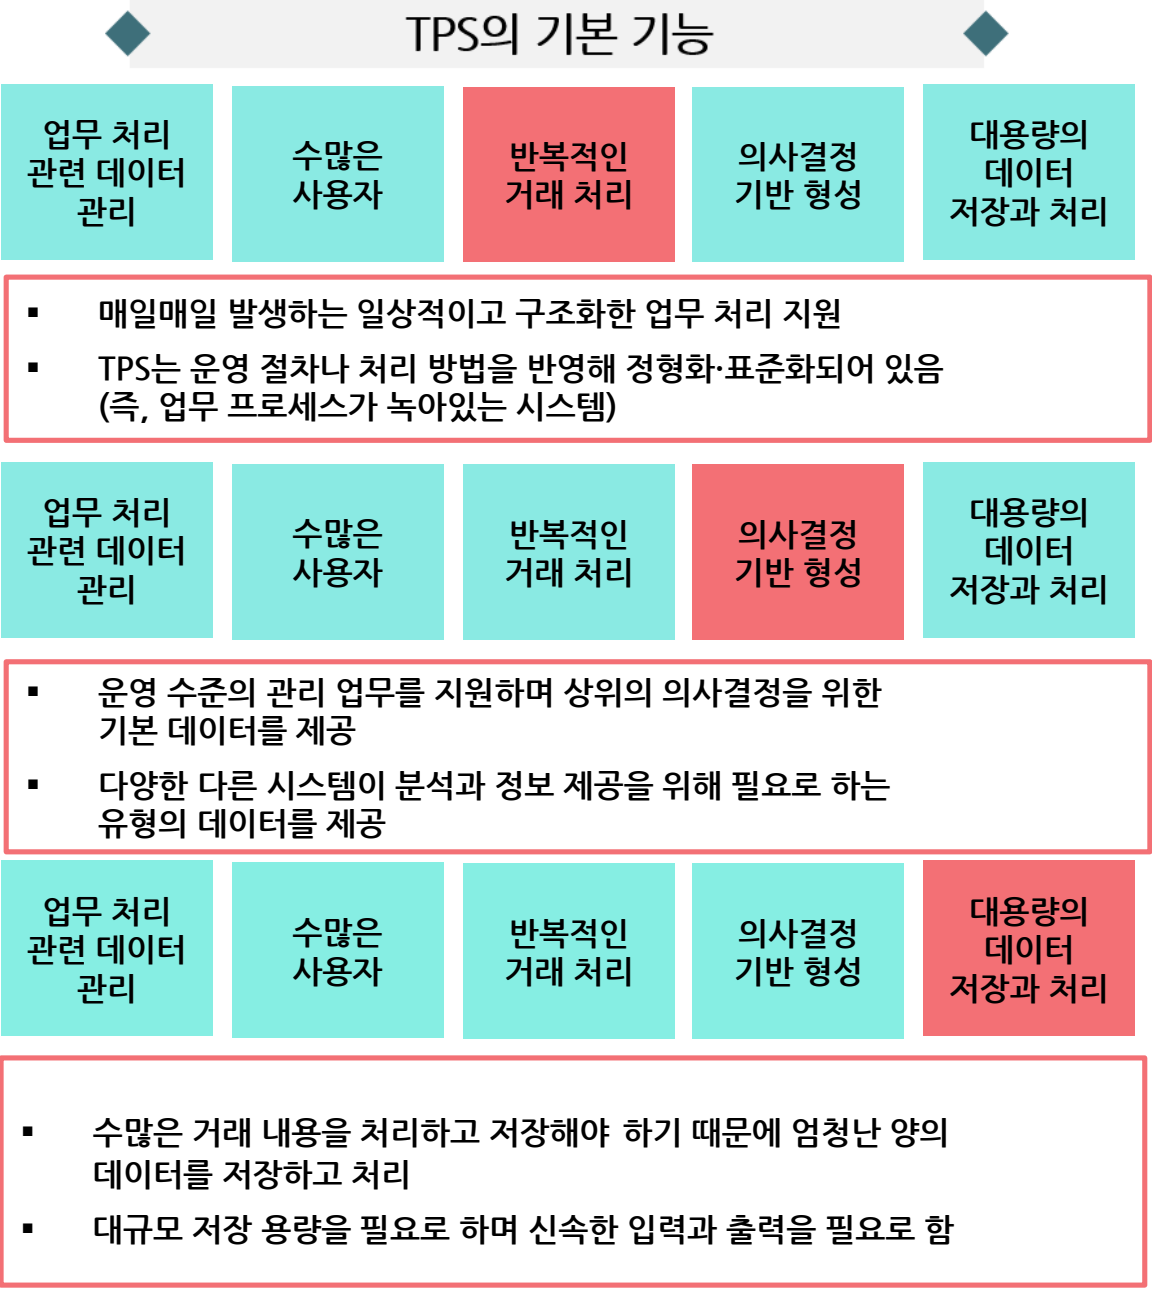 TPS의 기본 기능
업무 처리
관련 데이터
관리
수많은
사용자
반복적인
거래 처리
의사결정
기반 형성
대용량의
데이터
저장과 처리
▪ 매일매일 발생하는 일상적이고 구조화한 업무 처리 지원
▪ TPS는 운영 절차나 처리 방법을 반영해 정형화·표준화되어 있음
(즉, 업무 프로세스가 녹아있는 시스템)
업무 처리
관련 데이터
관리
수많은
사용자
반복적인
거래 처리
의사결정
기반 형성
대용량의
데이터
저장과 처리
▪ 운영 수준의 관리 업무를 지원하며 상위의 의사결정을 위한
기본 데이터를 제공
▪ 다양한 다른 시스템이 분석과 정보 제공을 위해 필요로 하는
유형의 데이터를 제공
업무 처리
관련 데이터
관리
수많은
사용자
반복적인
거래 처리
의사결정
기반 형성
대용량의
데이터
저장과 처리
▪ 수많은 거래 내용을 처리하고 저장해야 하기 때문에 엄청난 양의
데이터를 저장하고 처리
▪ 대규모 저장 용량을 필요로 하며 신속한 입력과 출력을 필요로 함